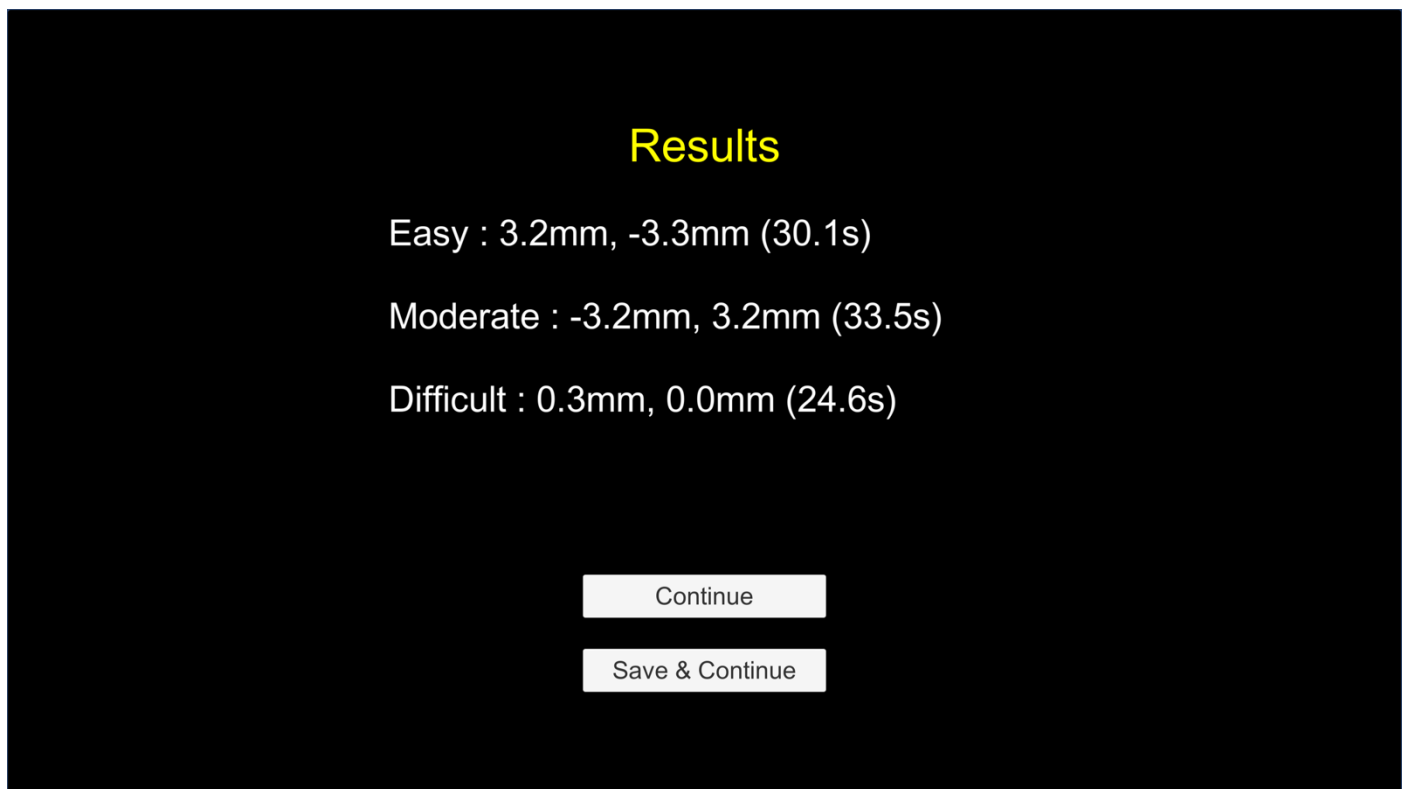 Results
Easy : 3.2mm, -3.3mm (30.1s)
Moderate : -3.2mm, 3.2mm (33.5s)
Difficult : 0.3mm, 0.0mm (24.6s)
Continue
Save & Continue